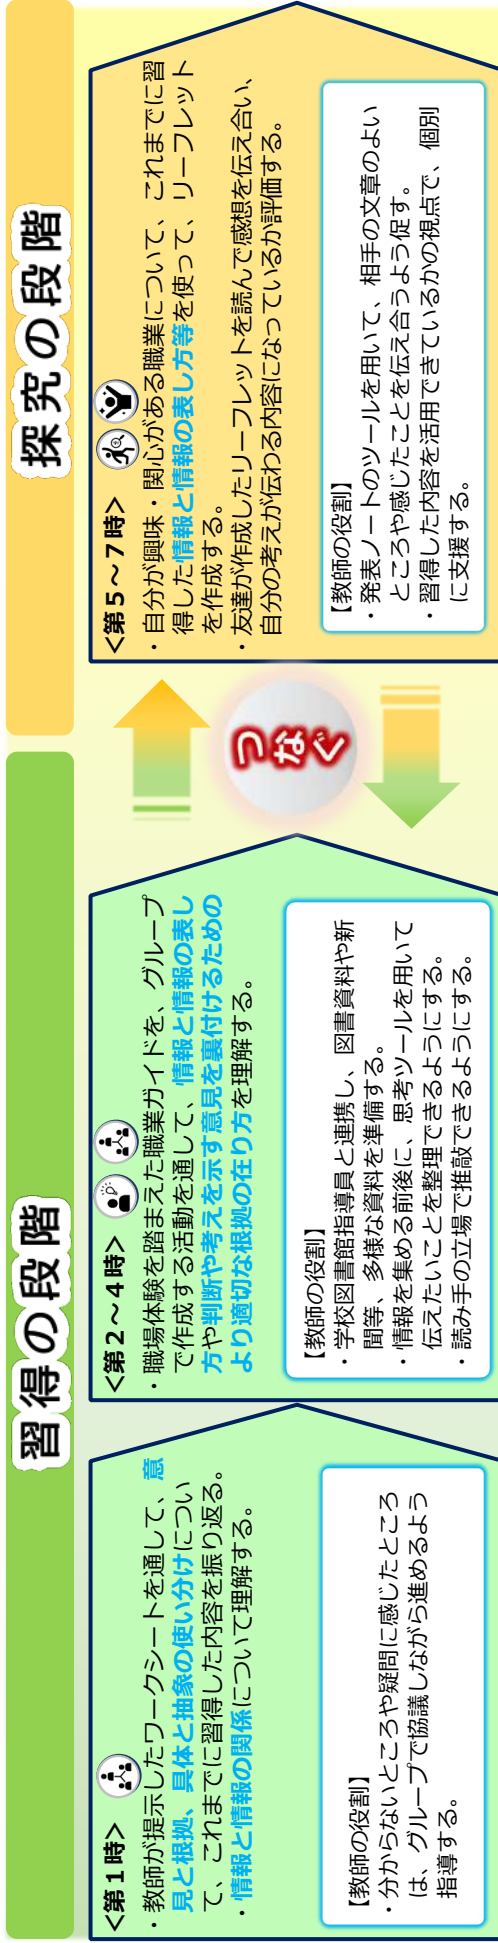 習得の段階
<第１時>
・教師が提示したワークシートを通して、意
見と根拠、具体と抽象の使い分けについ
て、これまでに習得した内容を振り返る。
・情報と情報の関係について理解する。
【教師の役割】
・分からないところや疑問に感じたところ
は、グループで協議しながら進めるよう
指導する。
<第２～４時>
・職場体験を踏まえた職業ガイドを、グループ
で作成する活動を通して、情報と情報の表し
方や判断や考えを示す意見を裏付けるための
より適切な根拠の在り方を理解する。
【教師の役割】
・学校図書館指導員と連携し、図書資料や新
聞等、多様な資料を準備する。
・情報を集める前後に、思考ツールを用いて
伝えたいことを整理できるようにする。
・読み手の立場で推敲できるようにする。
つなぐ
探究の段階
<第５～７時>
・自分が興味・関心がある職業について、これまでに習
得した情報と情報の表し方等を使って、リーフレット
を作成する。
・友達が作成したリーフレットを読んで感想を伝え合い、
自分の考えが伝わる内容になっているか評価する。
【教師の役割】
・発表ノートのツールを用いて、相手の文章のよい
ところや感じたことを伝え合うよう促す。
・習得した内容を活用できているかの視点で、個別
に支援する。